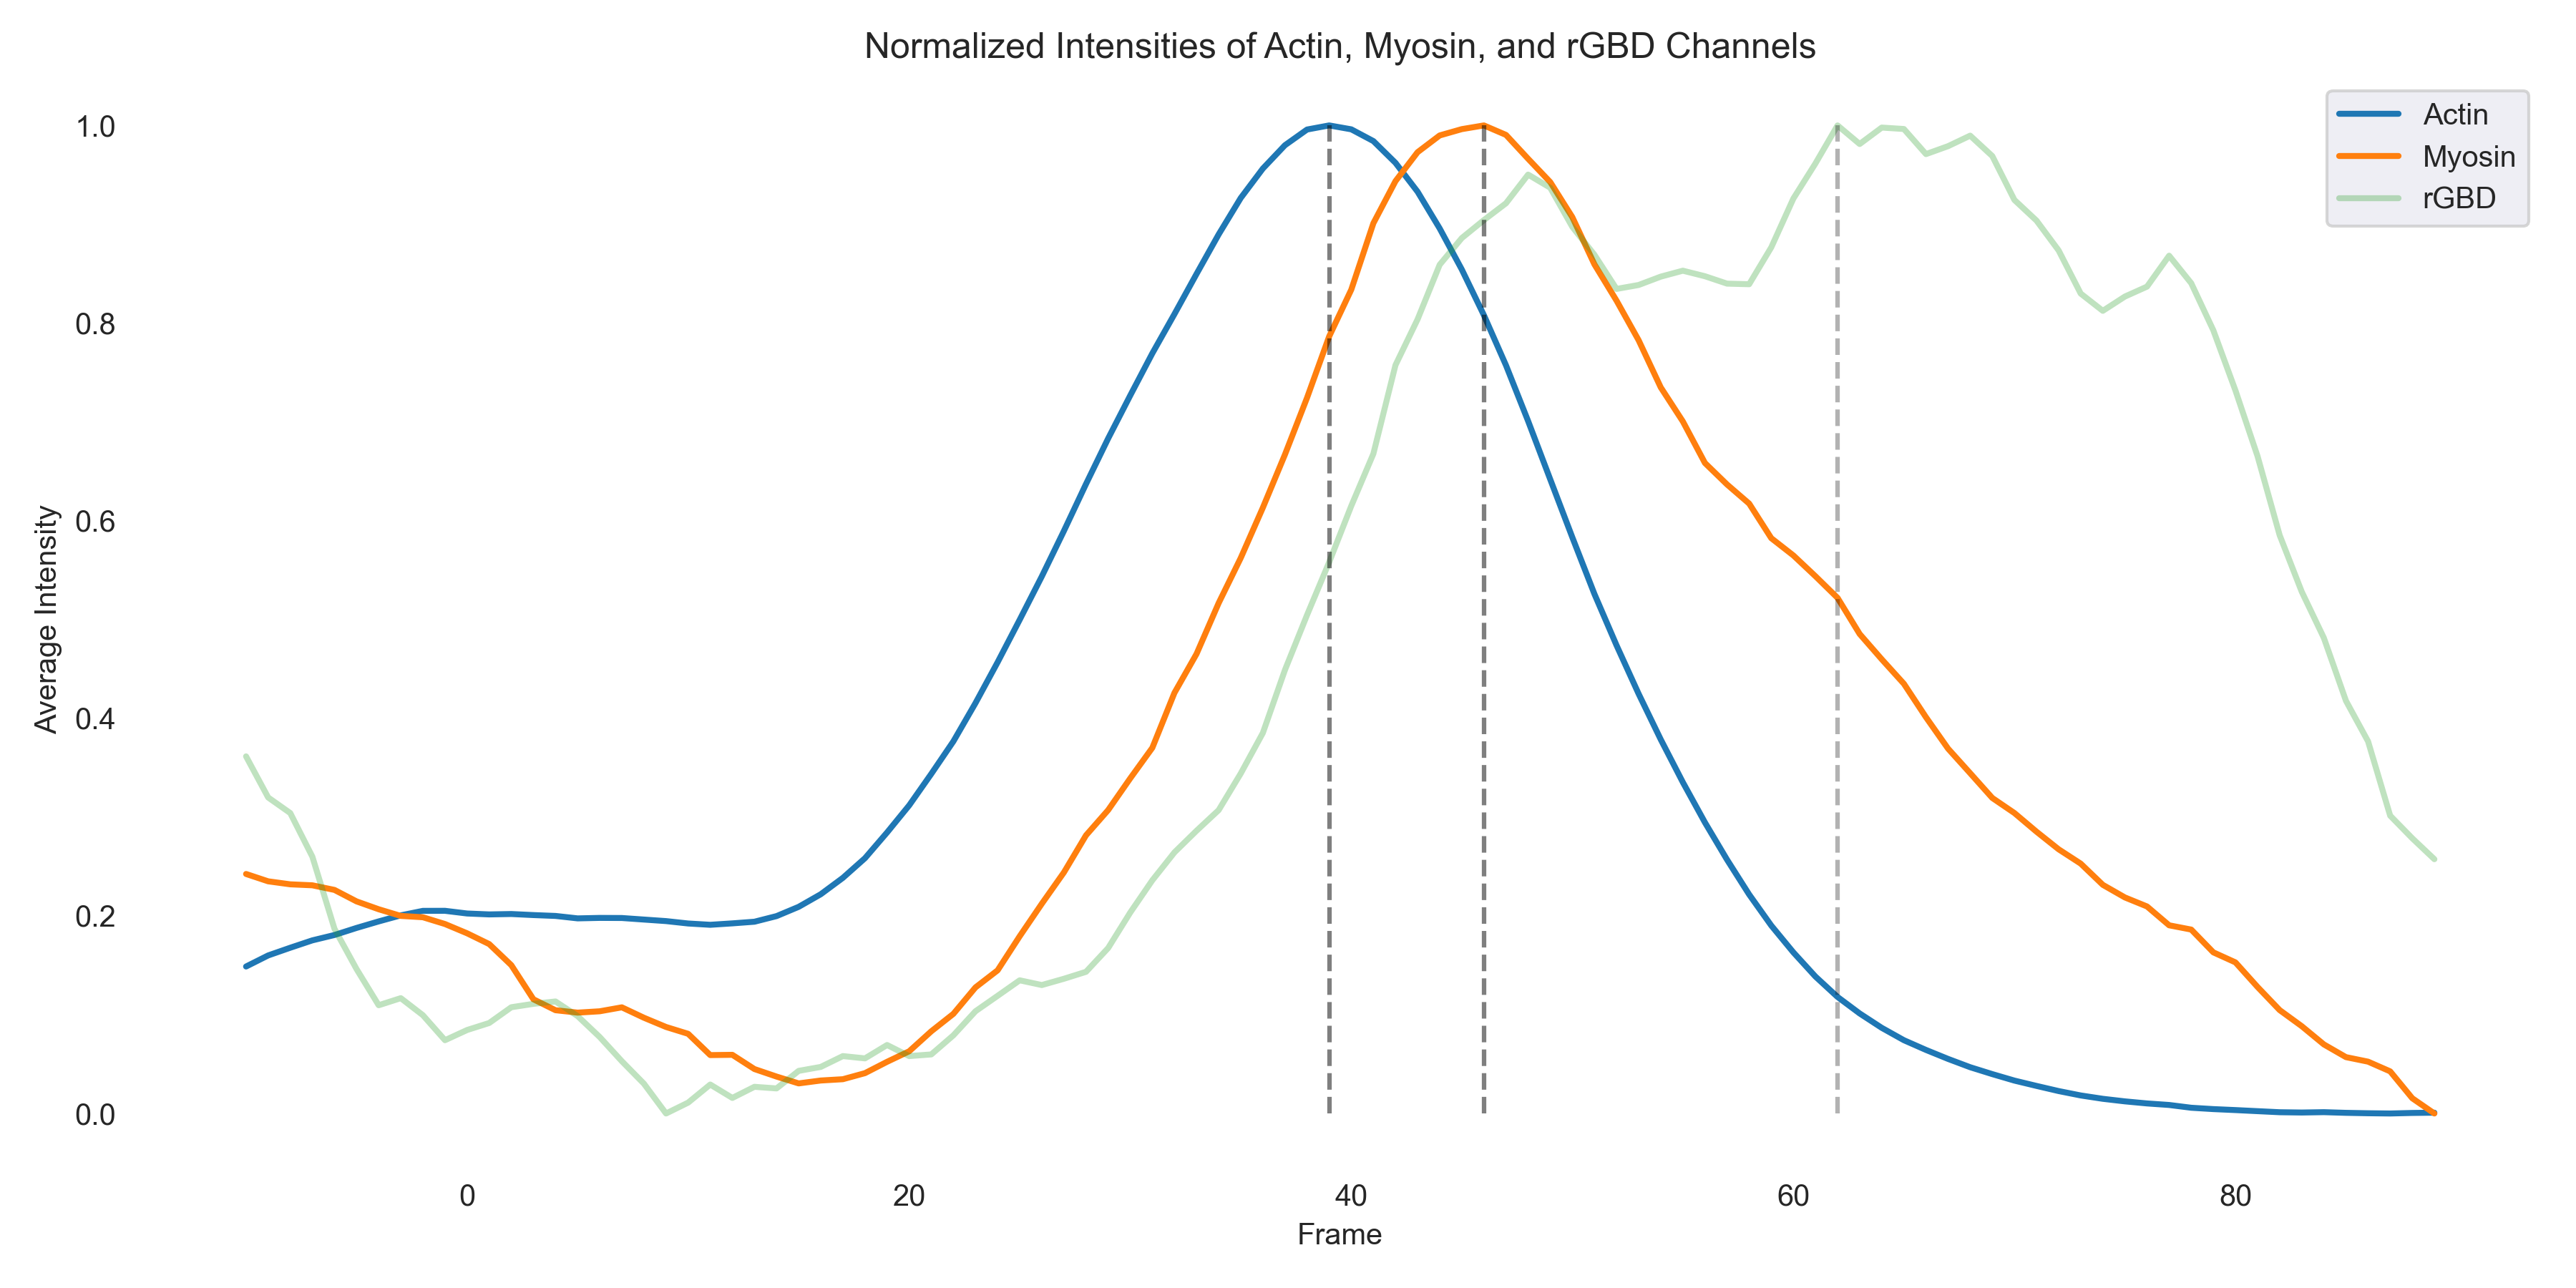 Normalized Intensities of Actin, Myosin, and rGBD Channels
Actin
Myosin
rGBD
1.0
0.8
0.6
0.4
0.2
0.0
Average Intensity
0 20 40 60 80
Frame